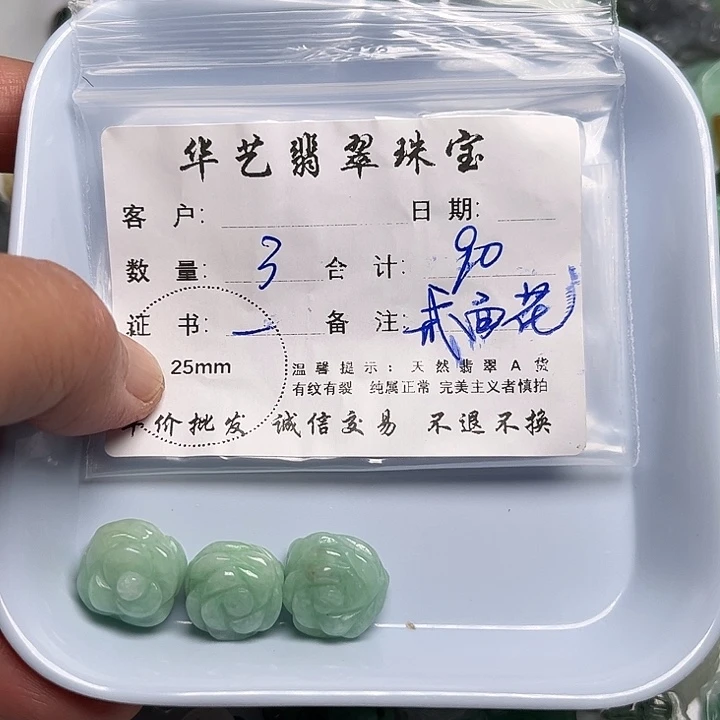 华艺翡翠珠宝
客 户: 日 期:
数 量: 3 合 计: 90
证 书: 一 备 注: 戒面花
25mm
温馨提示: 天然翡翠A货
有纹有裂 纯属正常 完美主义者慎拍
价批发 诚信交易 不退不换